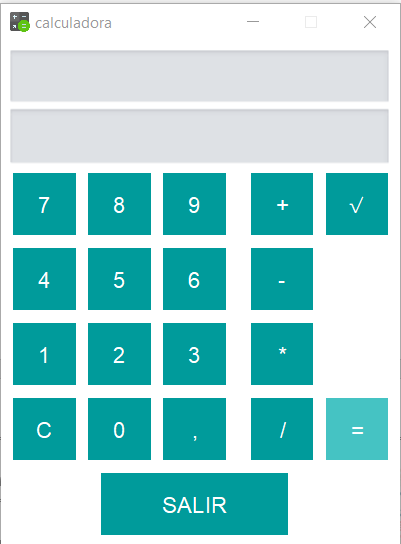 calculadora
7 8 9 + √
4 5 6 -
1 2 3 *
C 0 , / =
SALIR